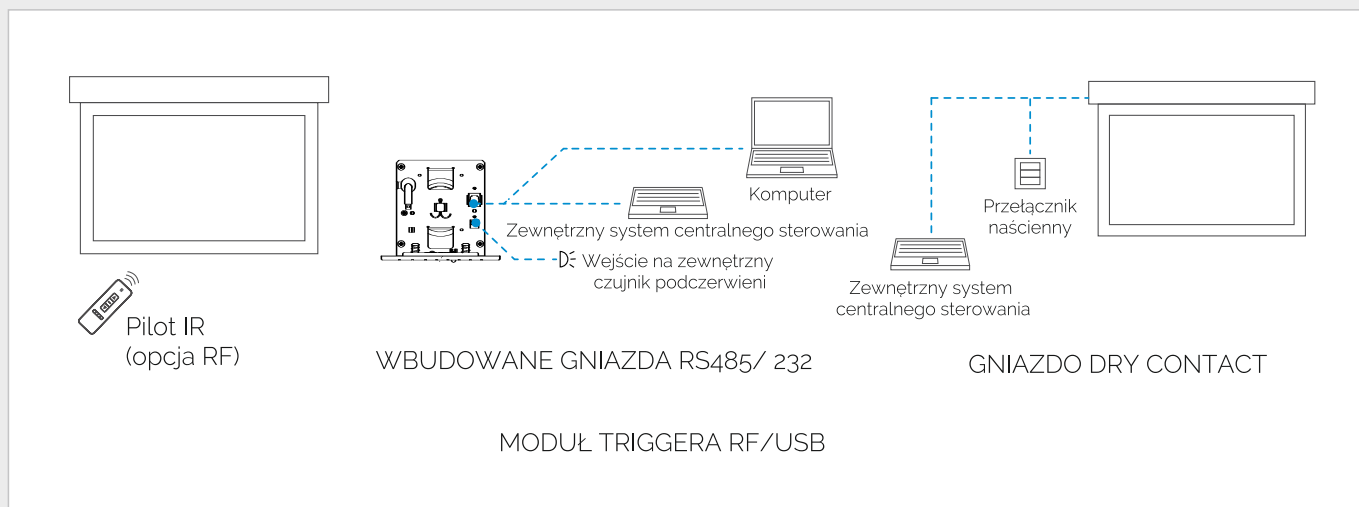 Komputer
Zewnętrzny system centralnego sterowania
Wejście na zewnętrzny
czujnik podczerwieni
Pilot IR
(opcja RF)
WBUDOWANE GNIAZDA RS485/ 232
Przełącznik
naścienny
Zewnętrzny system
centralnego sterowania
GNIAZDO DRY CONTACT
MODUŁ TRIGGERA RF/USB